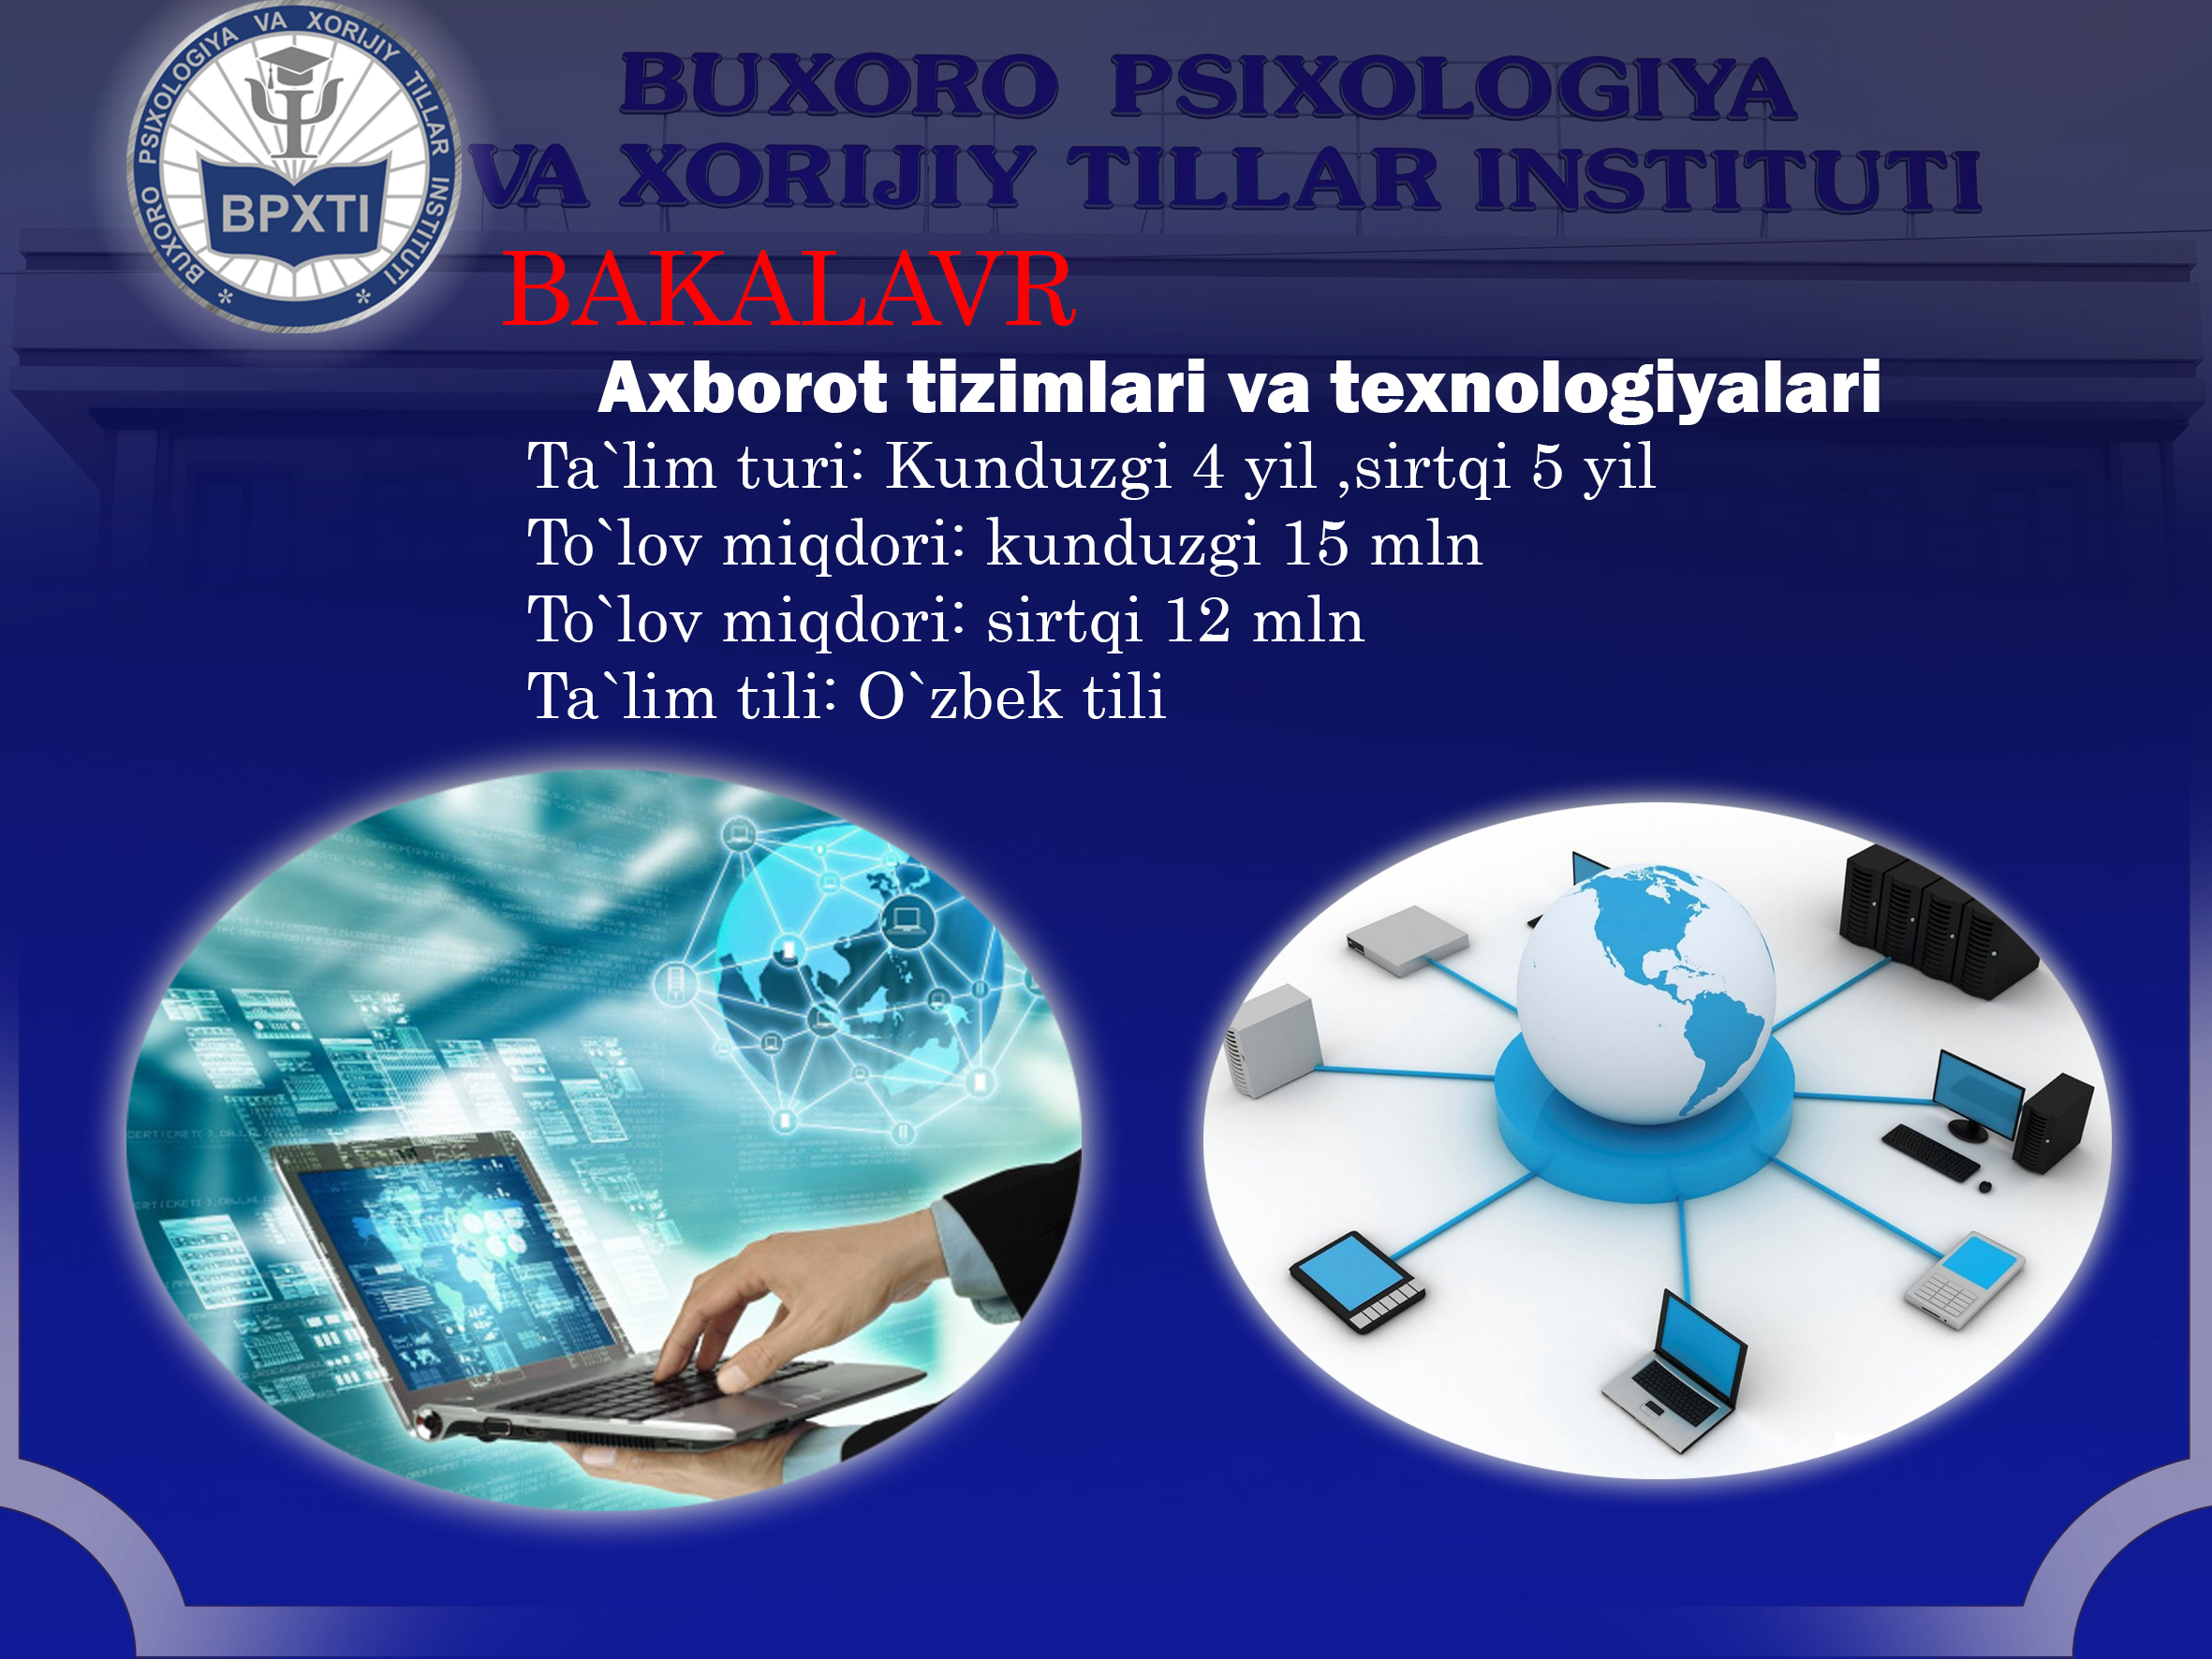 BUXORO PSIXOLOGIYA VA XORIJIY TILLAR INSTITUTI
BPXTI
BUXORO PSIXOLOGIYA
VA XORIJIY TILLAR INSTITUTI
BAKALAVR
Axborot tizimlari va texnologiyalari
Ta`lim turi: Kunduzgi 4 yil ,sirtqi 5 yil
To`lov miqdori: kunduzgi 15 mln
To`lov miqdori: sirtqi 12 mln
Ta`lim tili: O`zbek tili